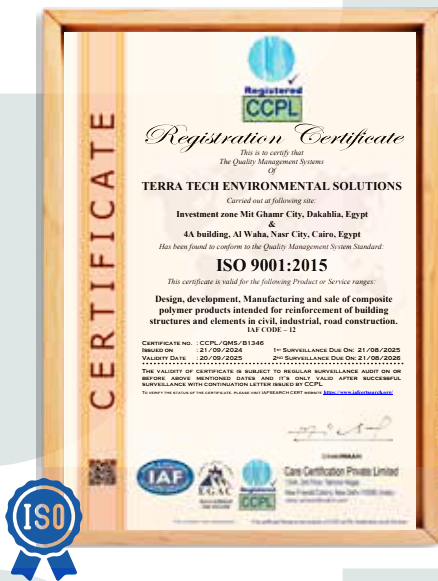 Registered
CCPL
CERTIFICATE
Registration Certificate
This is to certify that
The Quality Management Systems
Of
TERRA TECH ENVIRONMENTAL SOLUTIONS
Carried out at following site:
Investment zone Mit Ghamr City, Dakahlia, Egypt
&
4A building, Al Waha, Nasr City, Cairo, Egypt
Has been found to conform to the Quality Management System Standard:
ISO 9001:2015
This certificate is valid for the following Product or Service ranges:
Design, development, Manufacturing and sale of composite
polymer products intended for reinforcement of building
structures and elements in civil, industrial, road construction.
IAF CODE – 12
CERTIFICATE NO. : CCPL/QMS/B1346
ISSUED ON : 21/09/2024 1ST SURVEILLANCE DUE ON: 21/08/2025
VALIDITY DATE : 20/09/2025 2ND SURVEILLANCE DUE ON: 21/08/2026
THE VALIDITY OF CERTIFICATE IS SUBJECT TO REGULAR SURVEILLANCE AUDIT ON OR
BEFORE ABOVE MENTIONED DATES AND IT'S ONLY VALID AFTER SUCCESSFUL
SURVEILLANCE WITH CONTINUATION LETTER ISSUED BY CCPL
TO VERIFY THE STATUS OF THE CERTIFICATE, PLEASE VISIT IAFSEARCH CERT WEBSITE https://www.iafcertsearch.org/
IAF
EGAC
Registered
CCPL
Care Certification Private Limited
ISO